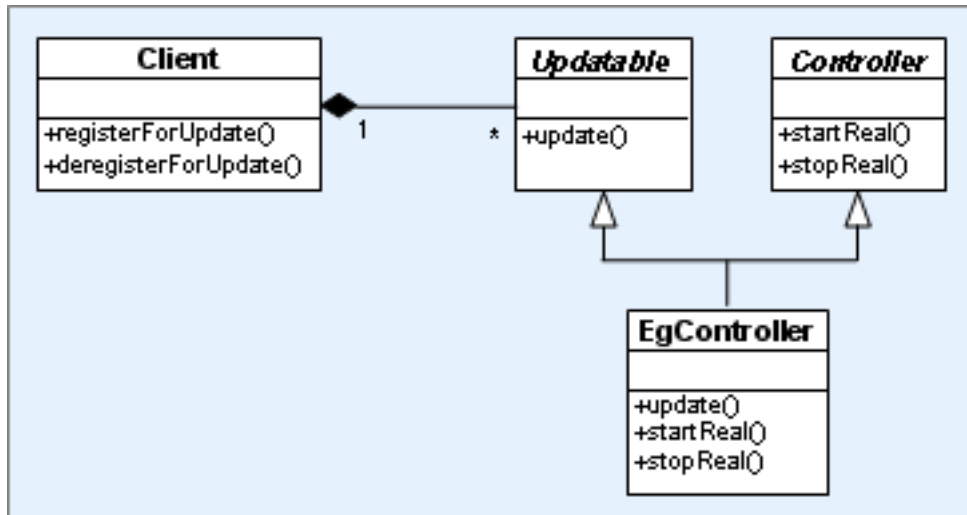 Client
+registerForUpdate()
+deregisterForUpdate()
1
*
Updatable
+update()
Controller
+startReal()
+stopReal()
EgController
+update()
+startReal()
+stopReal()